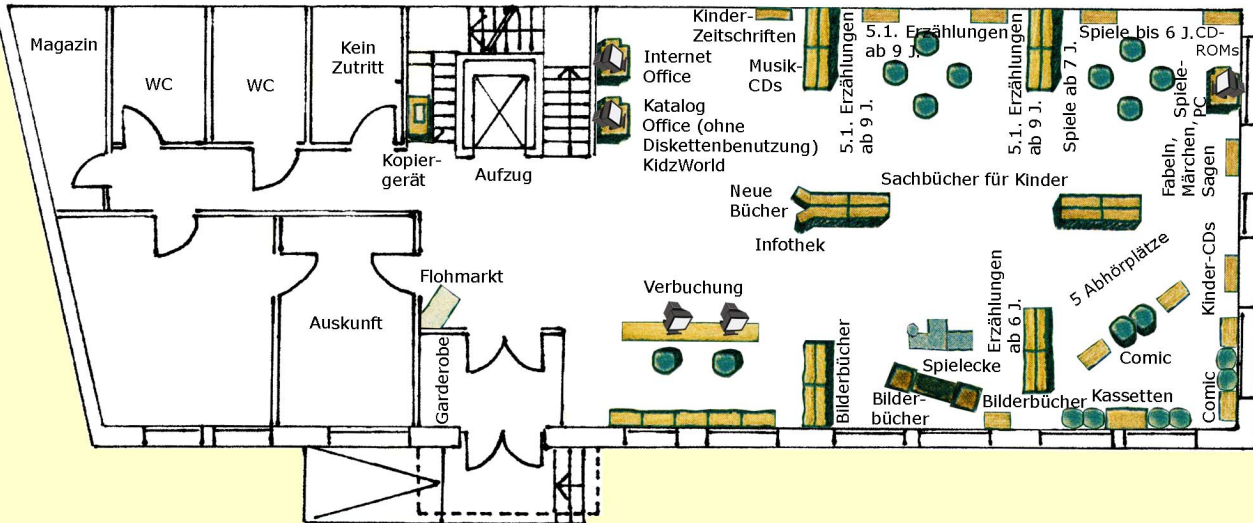 Magazin
WC
WC
Kein
Zutritt
Kopier-
gerät
Aufzug
Internet
Office
Katalog
Office (ohne
Diskettenbenutzung)
KidzWorld
Kinder-
Zeitschriften
Musik-
CDs
5.1. Erzählungen
ab 9 J.
5.1. Erzählungen
ab 9 J.
5.1. Erzählungen
ab 9 J.
Spiele ab 7 J.
Spiele bis 6 J.
CD-
ROMs
Spiele-
PC
Fabeln,
Märchen,
Sagen
Neue
Bücher
Infothek
Sachbücher für Kinder
Flohmarkt
Auskunft
Garderobe
Verbuchung
Bilderbücher
Spielecke
Bilder-
bücher
Erzählungen
ab 6 J.
Bilderbücher
5 Abhörplätze
Kinder-CDs
Comic
Kassetten
Comic